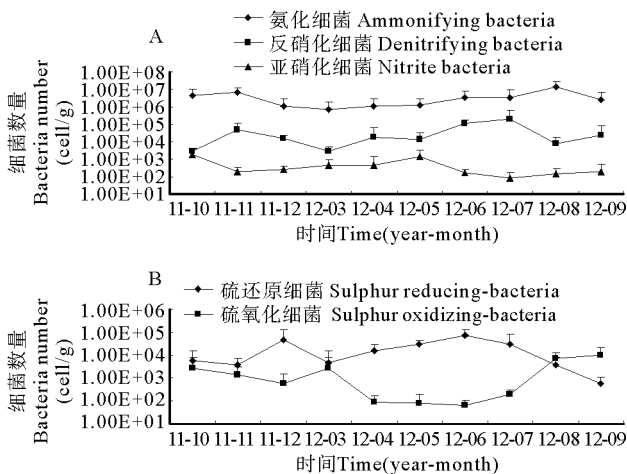 A
氨化细菌 Ammonifying bacteria
反硝化细菌 Denitrifying bacteria
亚硝化细菌 Nitrite bacteria
细菌数量
Bacteria number
(cell/g)
1.00E+08
1.00E+07
1.00E+06
1.00E+05
1.00E+04
1.00E+03
1.00E+02
1.00E+01
11-10 11-11 11-12 12-03 12-04 12-05 12-06 12-07 12-08 12-09
时间Time(year-month)
B
硫还原细菌 Sulphur reducing-bacteria
硫氧化细菌 Sulphur oxidizing-bacteria
细菌数量
Bacteria number
(cell/g)
1.00E+06
1.00E+05
1.00E+04
1.00E+03
1.00E+02
1.00E+01
11-10 11-11 11-12 12-03 12-04 12-05 12-06 12-07 12-08 12-09
时间Time(year-month)